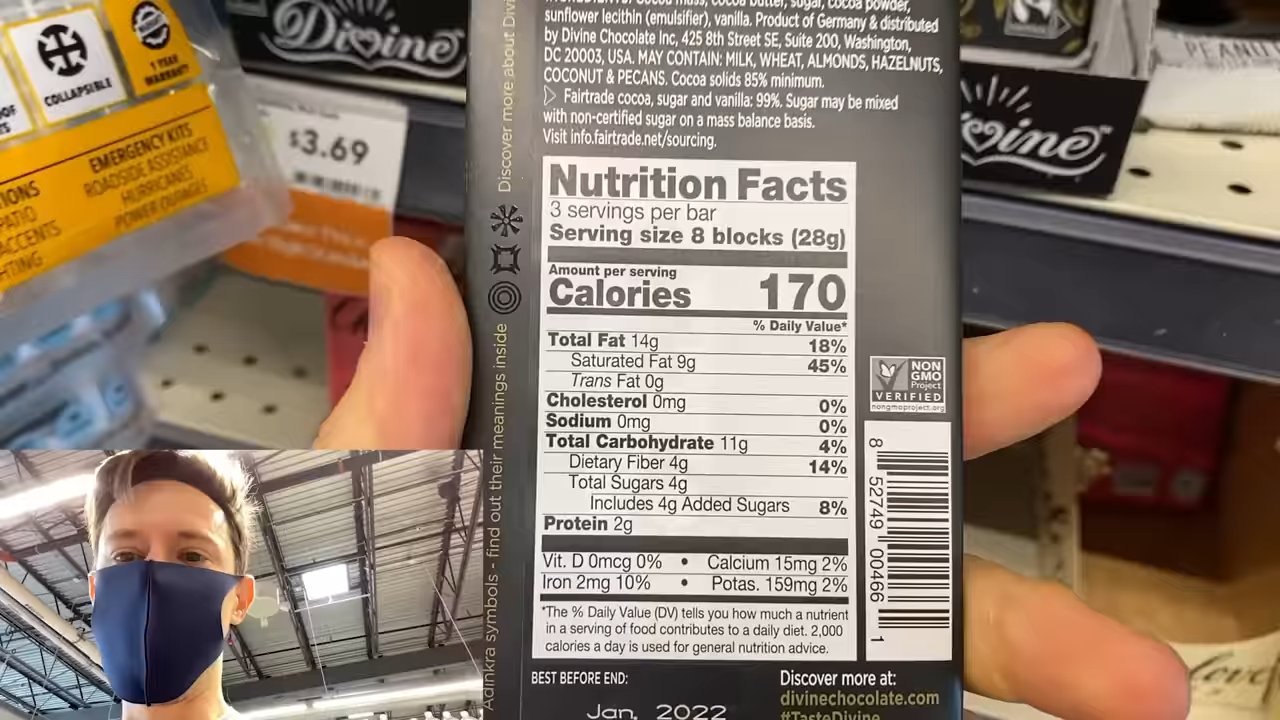 Divine
COLLAPSIBLE
1 YEAR
WARRANTY
EMERGENCY KITS
ROADSIDE ASSISTANCE
HURRICANES
POWER OUTAGES
PATIO
ACCENTS
$3.69
Discover more about Divi
Adinkra symbols - find out their meanings inside
INGREDIENTS: Cocoa mass, cocoa butter, sugar, cocoa powder,
sunflower lecithin (emulsifier), vanilla. Product of Germany & distributed
by Divine Chocolate Inc, 425 8th Street SE, Suite 200, Washington,
DC 20003, USA. MAY CONTAIN: MILK, WHEAT, ALMONDS, HAZELNUTS,
COCONUT & PECANS. Cocoa solids 85% minimum.
Fairtrade cocoa, sugar and vanilla: 99%. Sugar may be mixed
with non-certified sugar on a mass balance basis.
Visit info.fairtrade.net/sourcing.
Nutrition Facts
3 servings per bar
Serving size 8 blocks (28g)
Amount per serving
Calories 170
% Daily Value*
Total Fat 14g 18%
Saturated Fat 9g 45%
Trans Fat 0g
Cholesterol 0mg 0%
Sodium 0mg 0%
Total Carbohydrate 11g 4%
Dietary Fiber 4g 14%
Total Sugars 4g
Includes 4g Added Sugars 8%
Protein 2g
Vit. D 0mcg 0% • Calcium 15mg 2%
Iron 2mg 10% • Potas. 159mg 2%
*The % Daily Value (DV) tells you how much a nutrient
in a serving of food contributes to a daily diet. 2,000
calories a day is used for general nutrition advice.
NON
GMO
Project
VERIFIED
nongmoproject.org
8 52749 00466 1
BEST BEFORE END:
Jan. 2022
Discover more at:
divinechocolate.com
#TasteDivine
ivine
PEANU
love